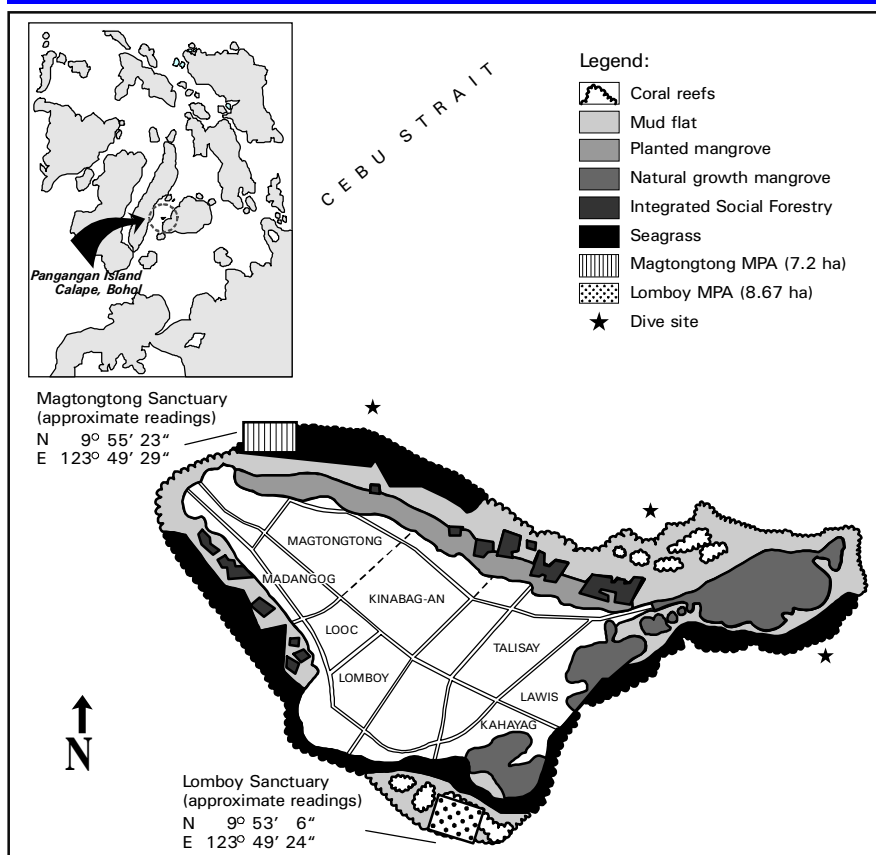 Pangangan Island
Calape, Bohol
CEBU STRAIT
Legend:
Coral reefs
Mud flat
Planted mangrove
Natural growth mangrove
Integrated Social Forestry
Seagrass
Magtongtong MPA (7.2 ha)
Lomboy MPA (8.67 ha)
Dive site
Magtongtong Sanctuary
(approximate readings)
N 9° 55' 23“
E 123° 49' 29“
MAGTONGTONG
MADANGOG
KINABAG-AN
LOOC
TALISAY
LOMBOY
LAWIS
KAHAYAG
N
Lomboy Sanctuary
(approximate readings)
N 9° 53' 6“
E 123° 49' 24“